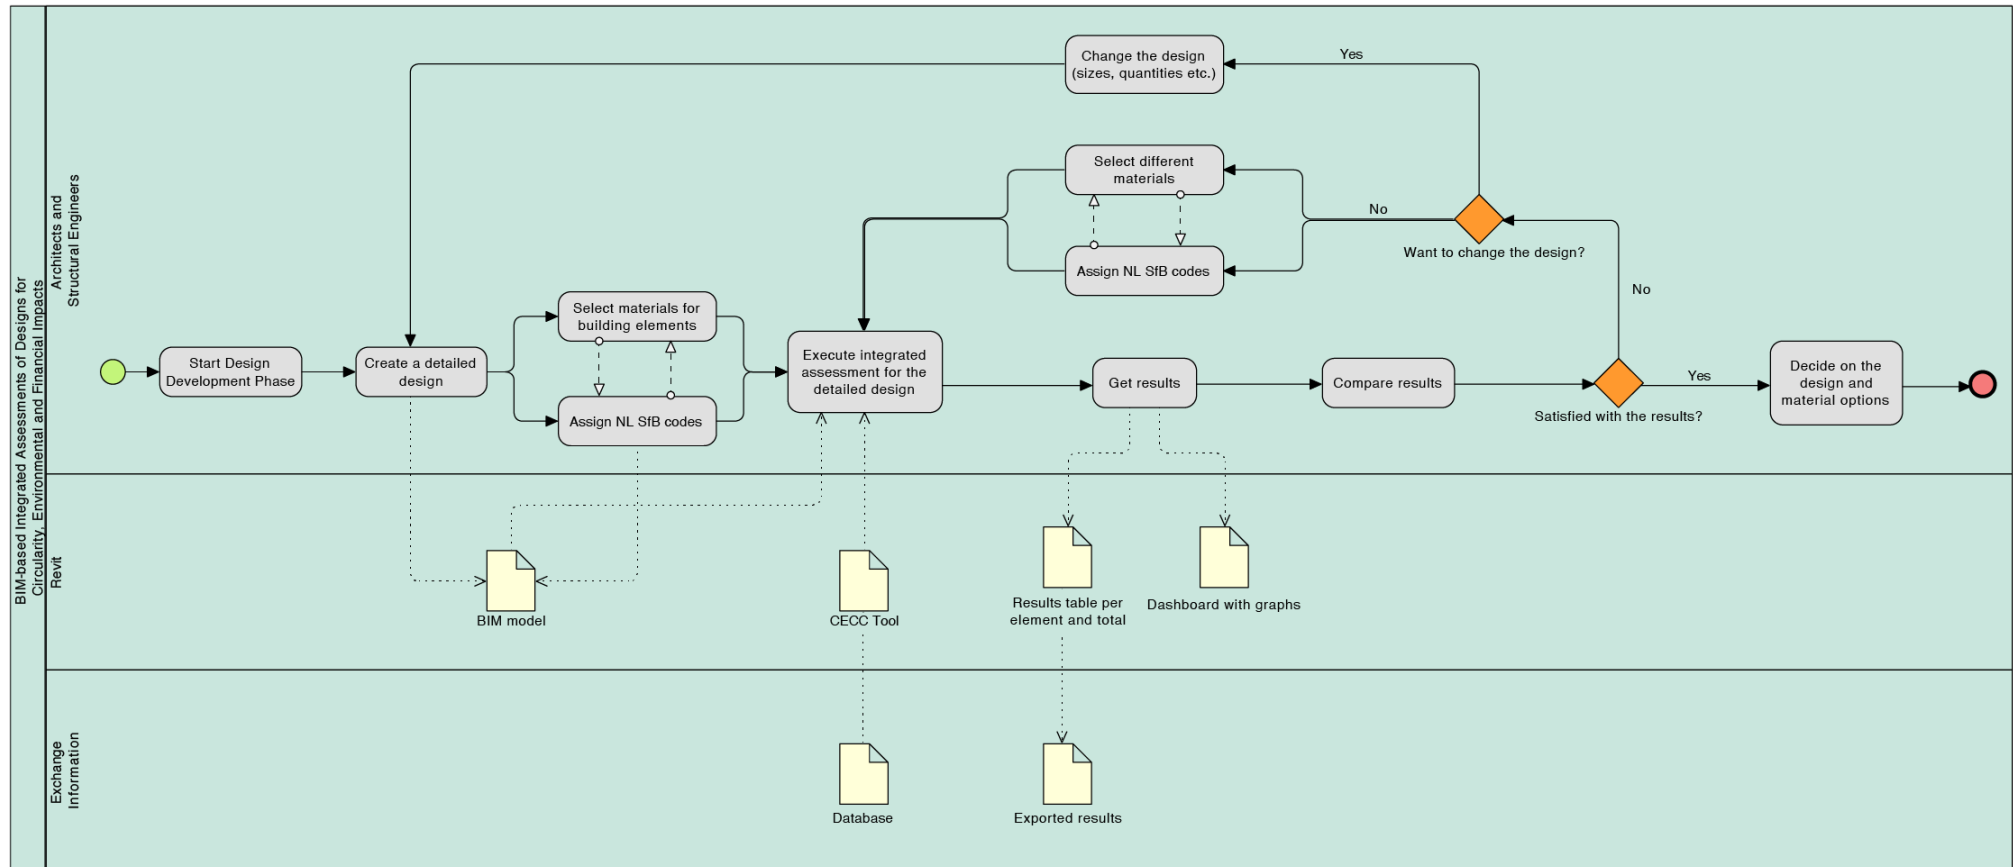 BIM-based Integrated Assessments of Designs for
Circularity, Environmental and Financial Impacts
Architects and
Structural Engineers
Change the design
(sizes, quantities etc.)
Yes
Select different
materials
No
Want to change the design?
Assign NL SfB codes
No
Select materials for
building elements
Start Design
Development Phase
Create a detailed
design
Assign NL SfB codes
Execute integrated
assessment for the
detailed design
Get results
Compare results
Satisfied with the results?
Yes
Decide on the
design and
material options
Revit
BIM model
CECC Tool
Results table per
element and total
Dashboard with graphs
Exchange
Information
Database
Exported results